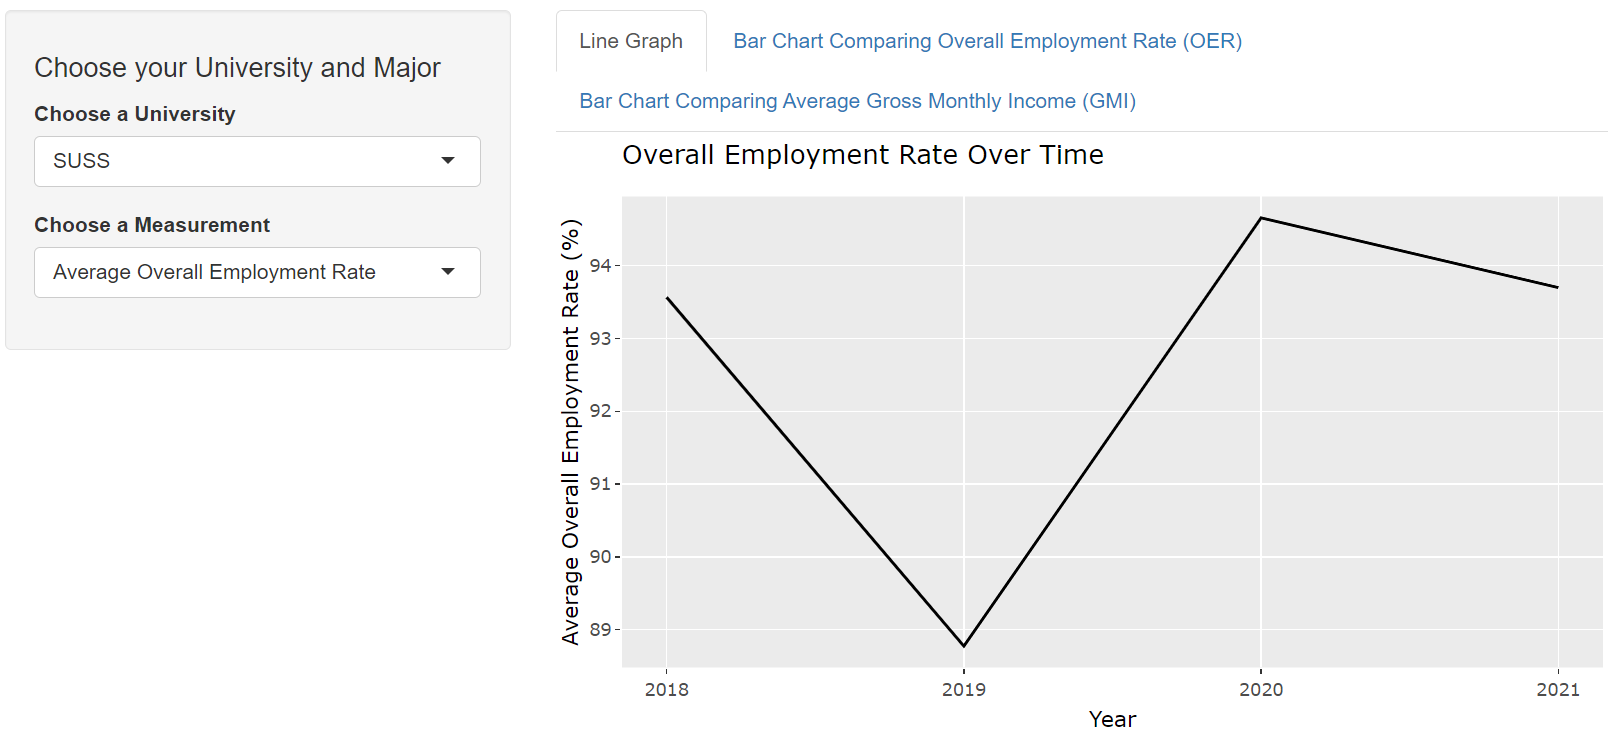 Choose your University and Major
Choose a University
SUSS
Choose a Measurement
Average Overall Employment Rate
Line Graph
Bar Chart Comparing Overall Employment Rate (OER)
Bar Chart Comparing Average Gross Monthly Income (GMI)
Overall Employment Rate Over Time
Average Overall Employment Rate (%)
94
93
92
91
90
89
2018
2019
2020
2021
Year